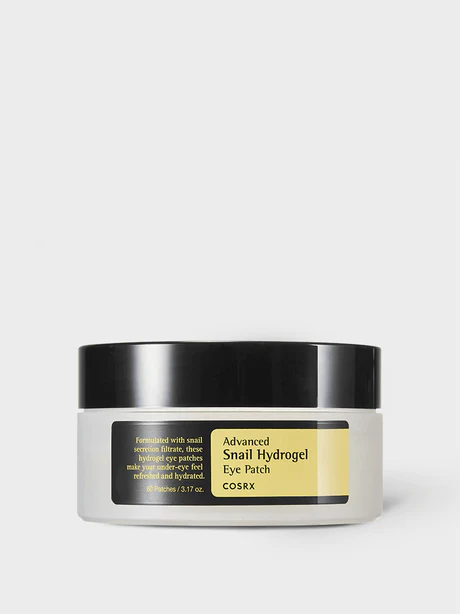 Formulated with snail
secretion filtrate, these
hydrogel eye patches
make your under-eye feel
refreshed and hydrated.
60 Patches / 3.17 oz.
Advanced
Snail Hydrogel
Eye Patch
COSRX